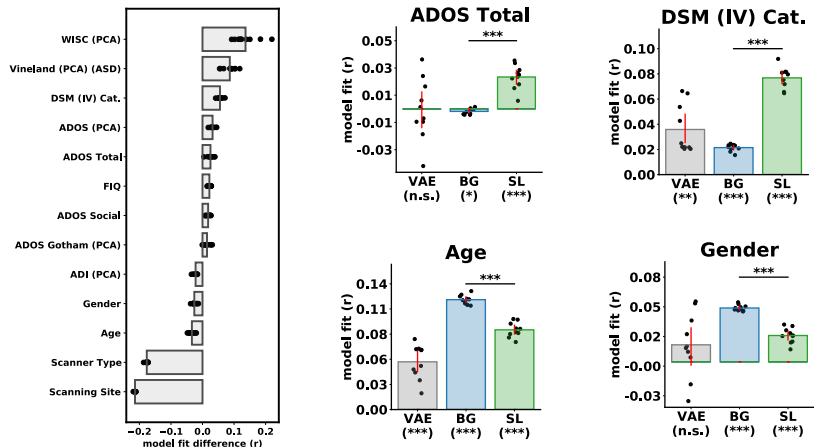 WISC (PCA)
Vineland (PCA) (ASD)
DSM (IV) Cat.
ADOS (PCA)
ADOS Total
FIQ
ADOS Social
ADOS Gotham (PCA)
ADI (PCA)
Gender
Age
Scanner Type
Scanning Site
−0.2 −0.1 0.0 0.1 0.2
model fit difference (r)
ADOS Total
***
model fit (r)
0.05
0.03
0.01
-0.01
-0.03
VAE BG SL
(n.s.) (*) (***)
DSM (IV) Cat.
***
model fit (r)
0.10
0.08
0.06
0.04
0.02
0.00
VAE BG SL
(**) (***) (***)
Age
***
model fit (r)
0.14
0.11
0.08
0.06
0.03
0.00
VAE BG SL
(***) (***) (***)
Gender
***
model fit (r)
0.08
0.05
0.02
0.00
-0.03
VAE BG SL
(n.s.) (***) (***)